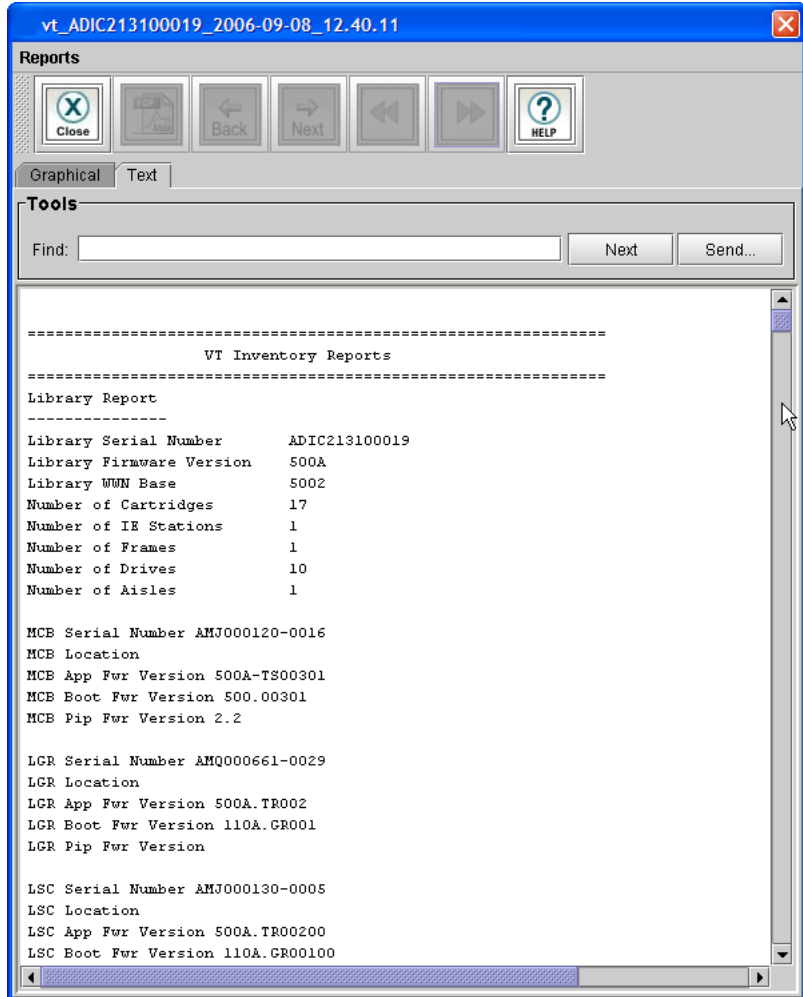 vt_ADIC213100019_2006-09-08_12.40.11
Reports
X Close
PDF Adobe
Back
Next
? HELP
Graphical Text
Tools
Find: Next Send...
==============================================================
VT Inventory Reports
==============================================================
Library Report
---------------
Library Serial Number ADIC213100019
Library Firmware Version 500A
Library WWN Base 5002
Number of Cartridges 17
Number of IE Stations 1
Number of Frames 1
Number of Drives 10
Number of Aisles 1
MCB Serial Number AMJ000120-0016
MCB Location
MCB App Fwr Version 500A-TS00301
MCB Boot Fwr Version 500.00301
MCB Pip Fwr Version 2.2
LGR Serial Number AMQ000661-0029
LGR Location
LGR App Fwr Version 500A.TR002
LGR Boot Fwr Version 110A.GR001
LGR Pip Fwr Version
LSC Serial Number AMJ000130-0005
LSC Location
LSC App Fwr Version 500A.TR00200
LSC Boot Fwr Version 110A.GR00100